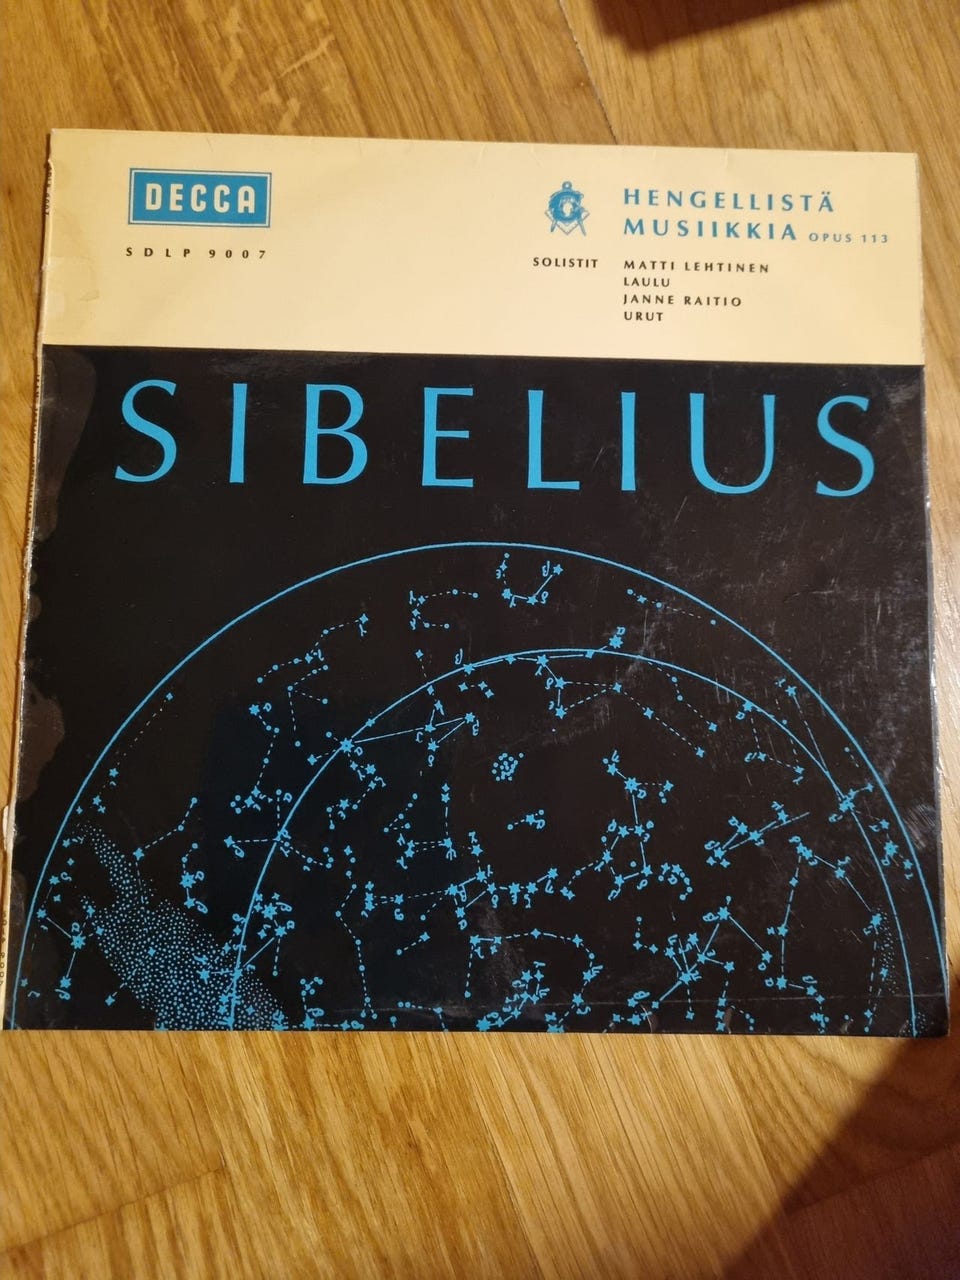 DECCA
SDLP 9007
G
HENGELLISTÄ
MUSIIKKIA OPUS 113
SOLISTIT MATTI LEHTINEN
LAULU
JANNE RAITIO
URUT
SIBELIUS